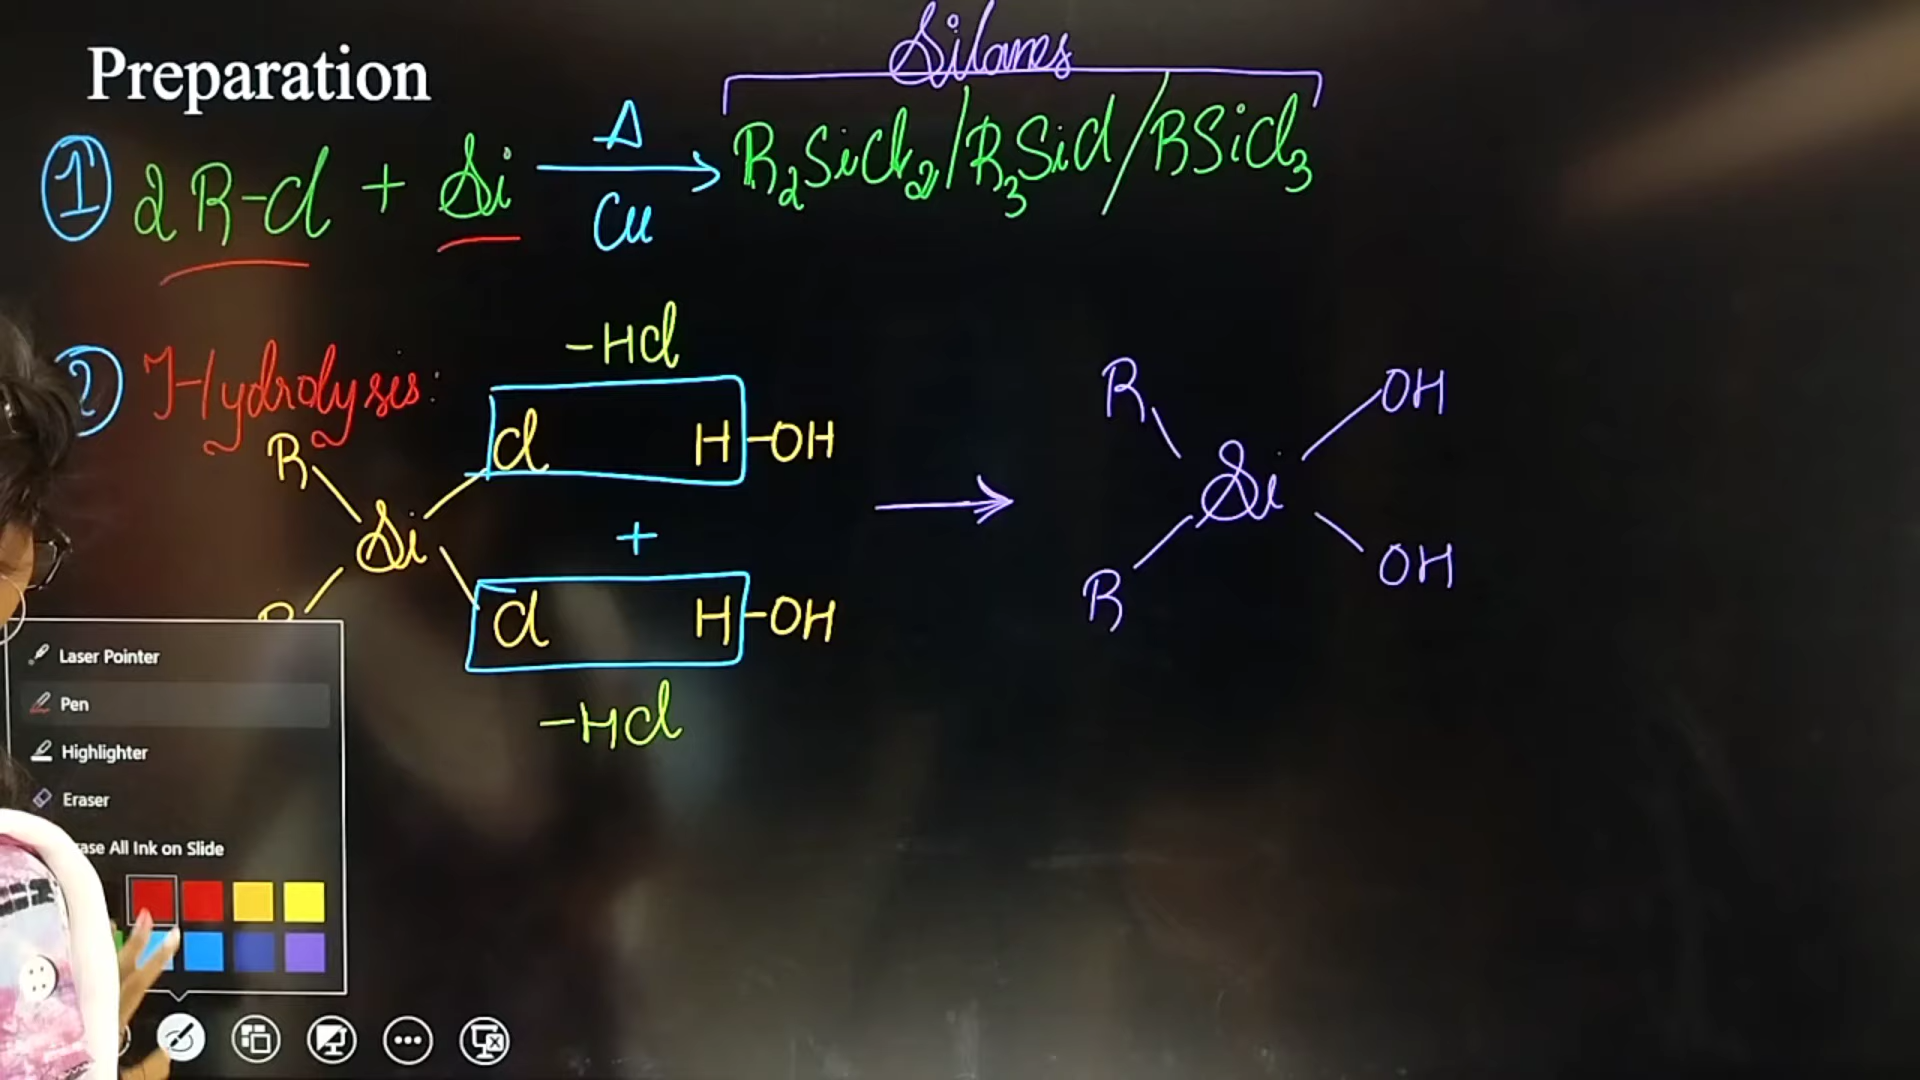 Preparation
Silanes
① 2R-Cl + Si →Δ Cu R₂SiCl₂/R₃SiCl/RSiCl₃
② Hydrolysis:
-HCl
R Cl H-OH R OH
Si + → Si
Cl H-OH R OH
-HCl
Laser Pointer
Pen
Highlighter
Eraser
ase All Ink on Slide